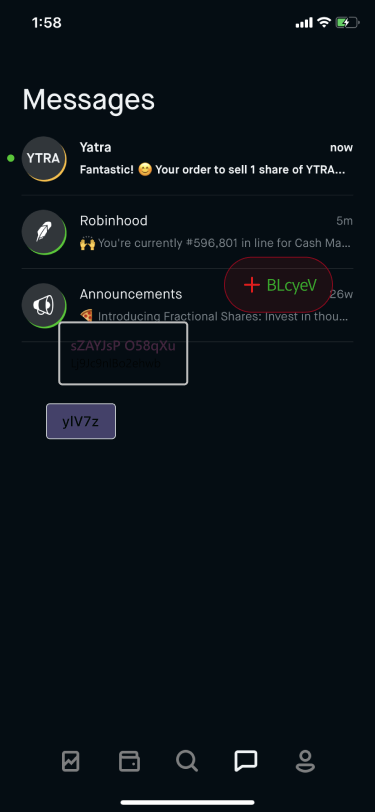 1:58
Messages
YTRA
Yatra
now
Fantastic! 😊 Your order to sell 1 share of YTRA...
Robinhood
5m
🙌 You're currently #596,801 in line for Cash Ma...
+ BLcyeV
Announcements
26w
🍕 Introducing Fractional Shares: Invest in thou...
sZAYJsP O58qXu
yIV7z